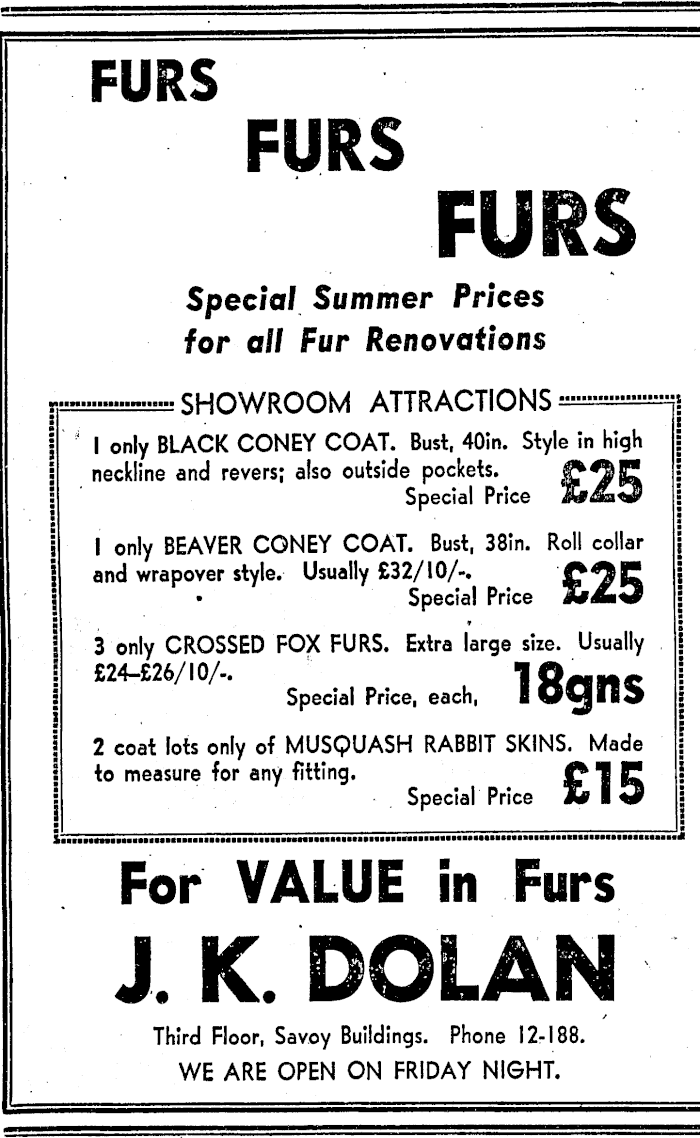 FURS
FURS
FURS
Special Summer Prices
for all Fur Renovations
SHOWROOM ATTRACTIONS
1 only BLACK CONEY COAT. Bust, 40in. Style in high
neckline and revers; also outside pockets.
Special Price £25
1 only BEAVER CONEY COAT. Bust, 38in. Roll collar
and wrapover style. Usually £32/10/-.
Special Price £25
3 only CROSSED FOX FURS. Extra large size. Usually
£24–£26/10/-.
Special Price, each, 18gns
2 coat lots only of MUSQUASH RABBIT SKINS. Made
to measure for any fitting.
Special Price £15
For VALUE in Furs
J. K. DOLAN
Third Floor, Savoy Buildings. Phone 12-188.
WE ARE OPEN ON FRIDAY NIGHT.